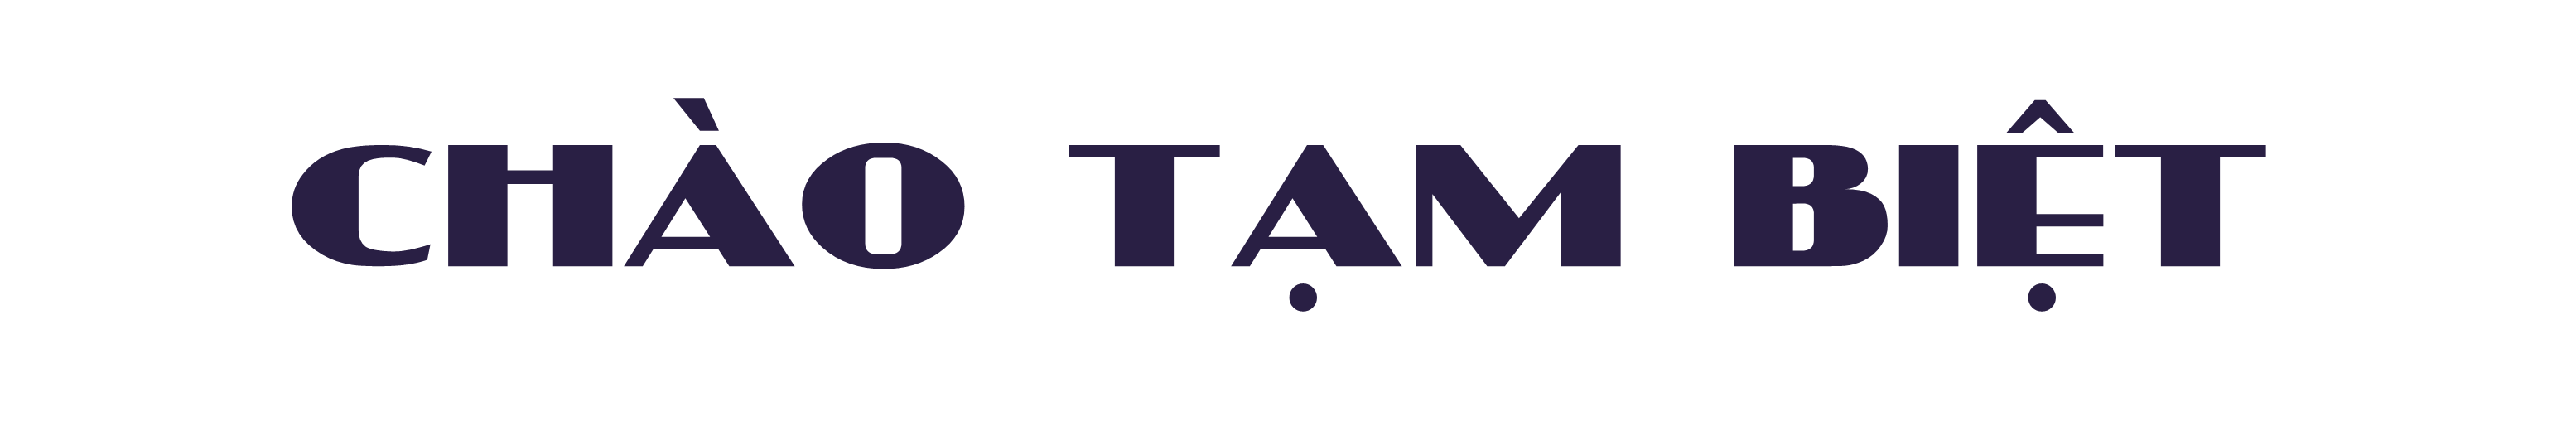 CHÀO TẠM BIỆT